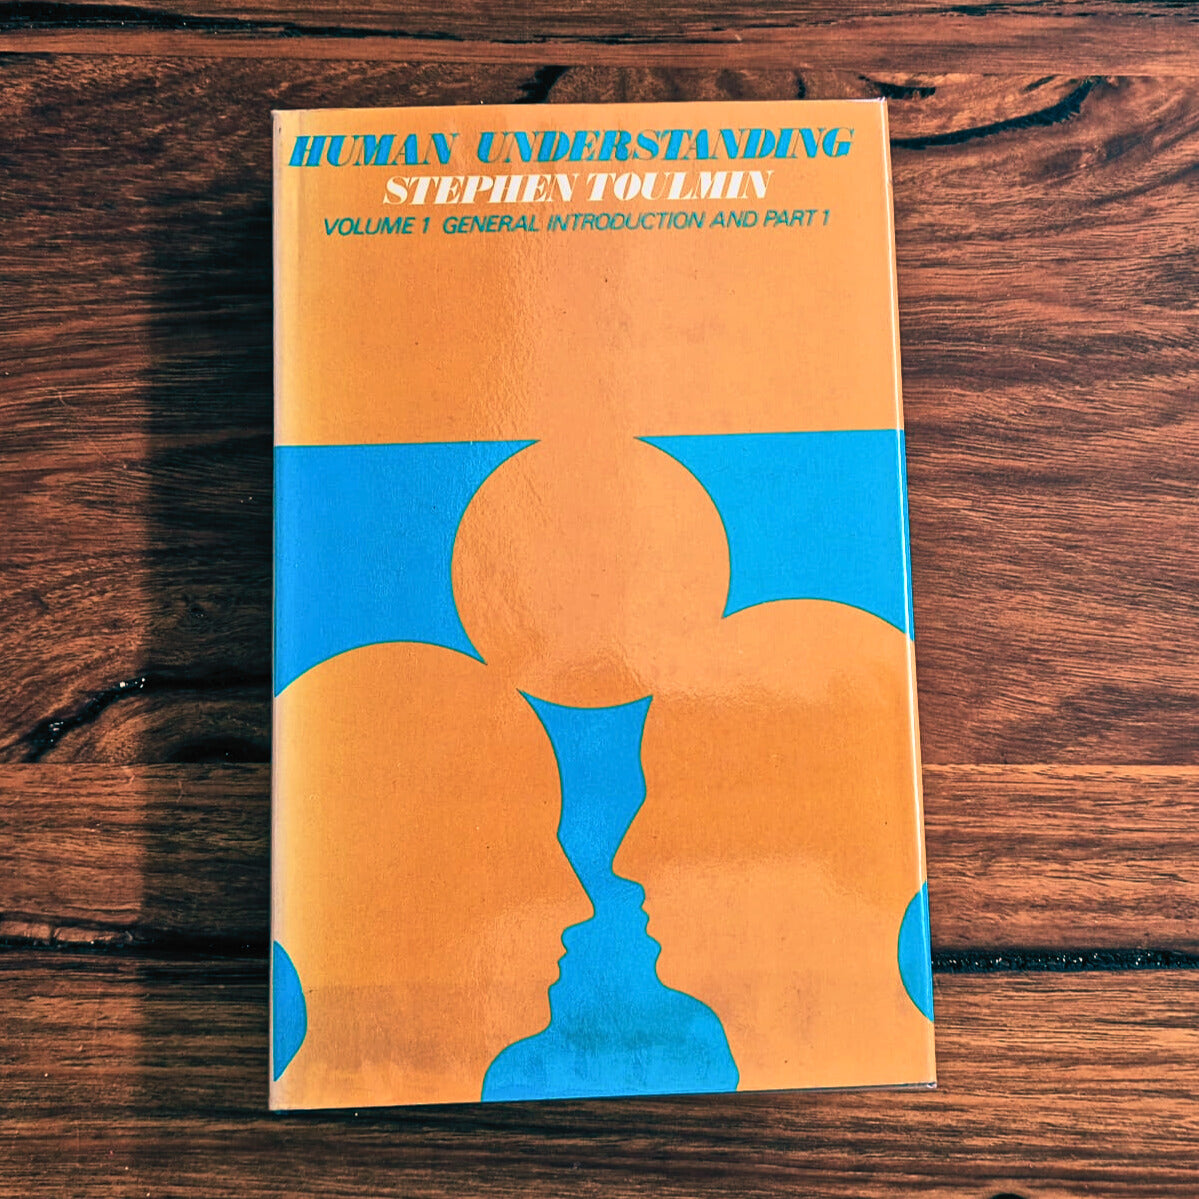 HUMAN UNDERSTANDING
STEPHEN TOULMIN
VOLUME 1 GENERAL INTRODUCTION AND PART 1